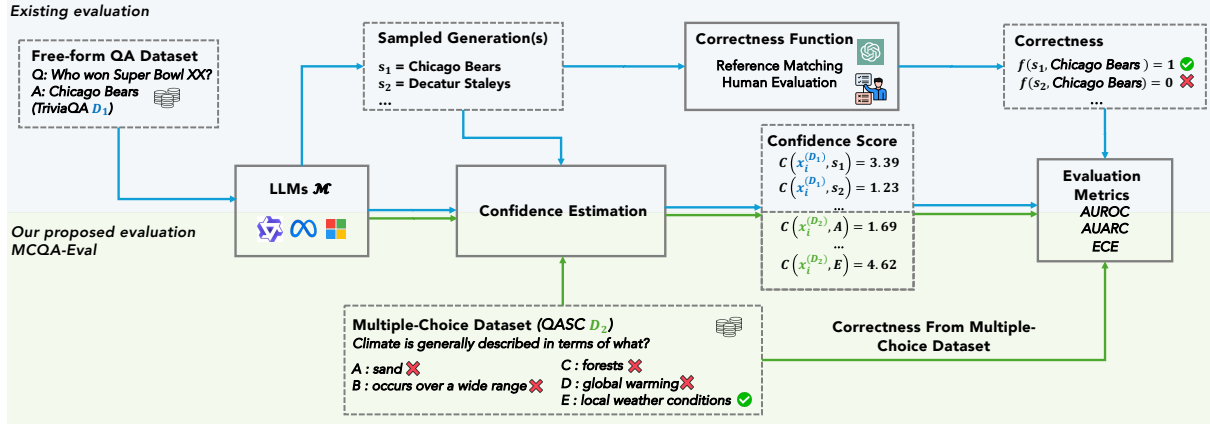 Existing evaluation
Free-form QA Dataset
Q: Who won Super Bowl XX?
A: Chicago Bears
(TriviaQA D₁)
Sampled Generation(s)
s₁ = Chicago Bears
s₂ = Decatur Staleys
...
Correctness Function
Reference Matching
Human Evaluation
Correctness
f(s₁, Chicago Bears ) = 1
f(s₂, Chicago Bears) = 0
...
LLMs ℳ
Confidence Estimation
Confidence Score
C(xᵢ^(D₁), s₁) = 3.39
C(xᵢ^(D₁), s₂) = 1.23
...
C(xᵢ^(D₂), A) = 1.69
...
C(xᵢ^(D₂), E) = 4.62
Evaluation
Metrics
AUROC
AUARC
ECE
Our proposed evaluation
MCQA-Eval
Multiple-Choice Dataset (QASC D₂)
Climate is generally described in terms of what?
A : sand
B : occurs over a wide range
C : forests
D : global warming
E : local weather conditions
Correctness From Multiple-
Choice Dataset